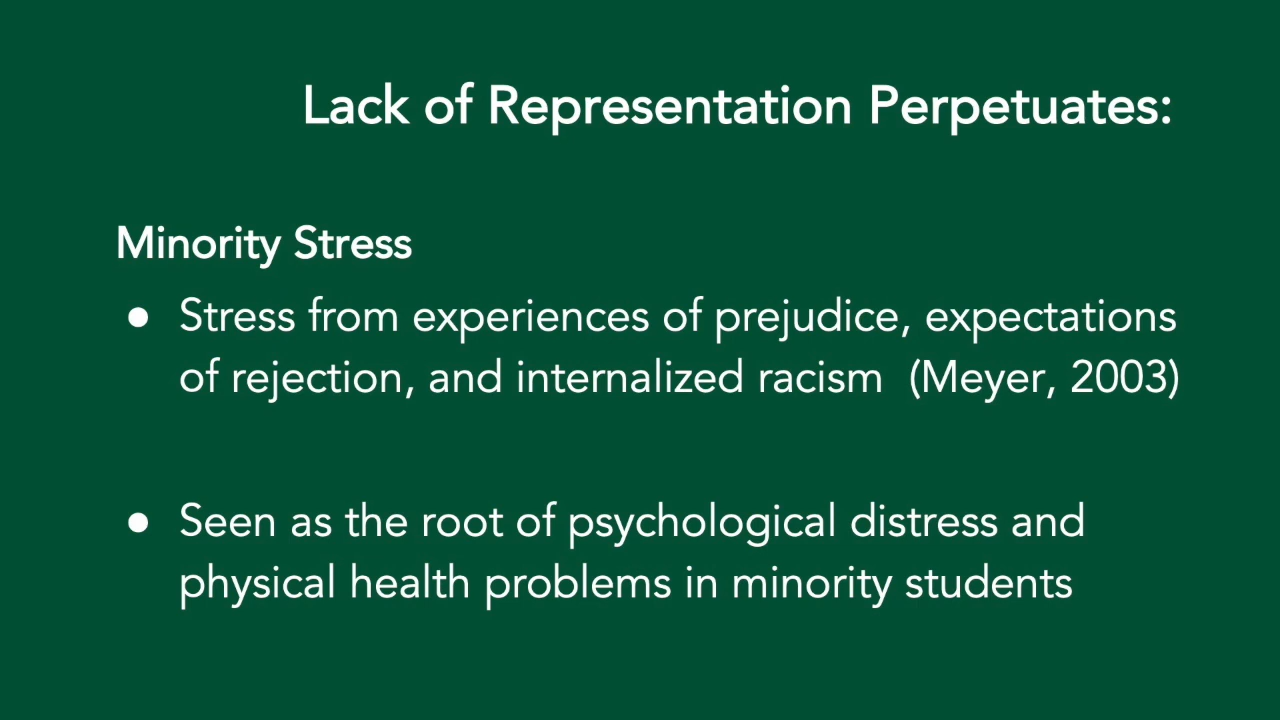 Lack of Representation Perpetuates:
Minority Stress
● Stress from experiences of prejudice, expectations
of rejection, and internalized racism  (Meyer, 2003)
● Seen as the root of psychological distress and
physical health problems in minority students